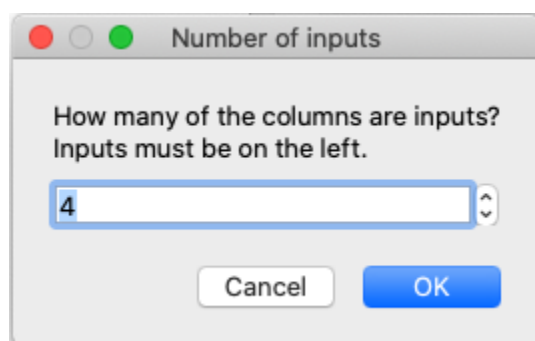 Number of inputs
How many of the columns are inputs?
Inputs must be on the left.
4
Cancel
OK